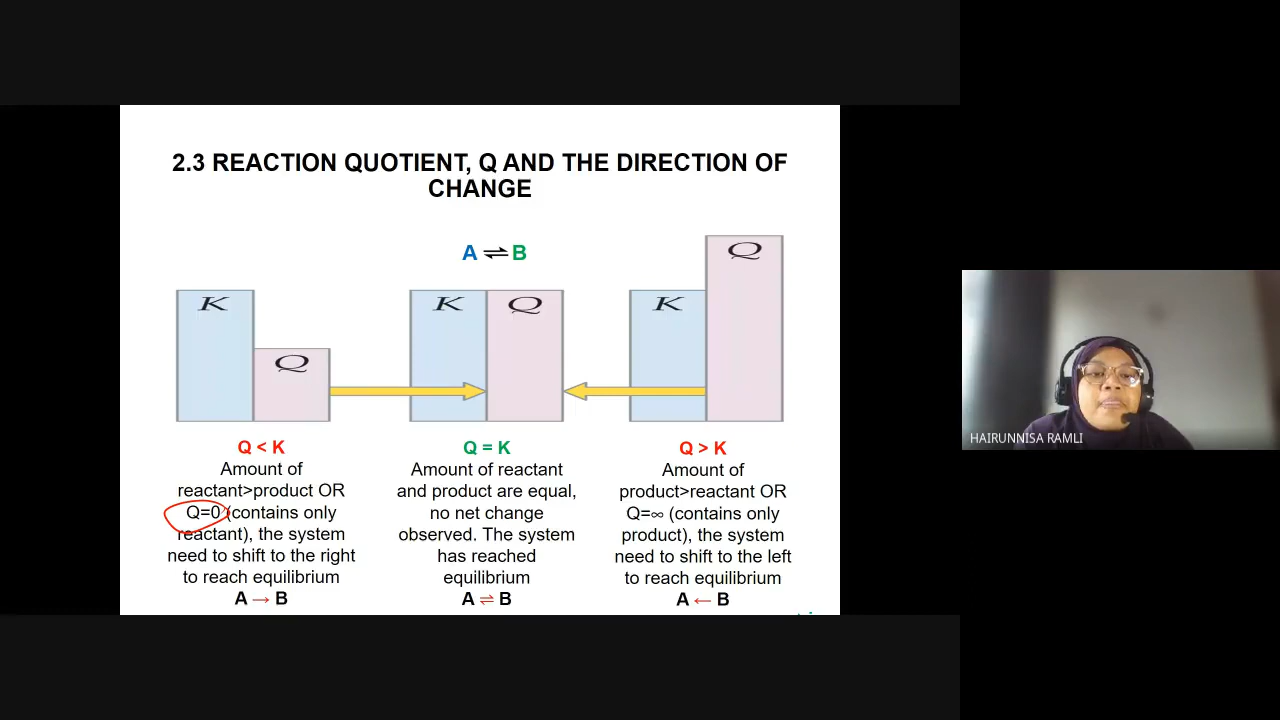 2.3 REACTION QUOTIENT, Q AND THE DIRECTION OF
CHANGE
A ⇌ B
K
Q
K
Q
K
Q
Q < K
Amount of
reactant>product OR
Q=0 (contains only
reactant), the system
need to shift to the right
to reach equilibrium
A → B
Q = K
Amount of reactant
and product are equal,
no net change
observed. The system
has reached
equilibrium
A ⇌ B
Q > K
Amount of
product>reactant OR
Q=∞ (contains only
product), the system
need to shift to the left
to reach equilibrium
A ← B
HAIRUNNISA RAMLI